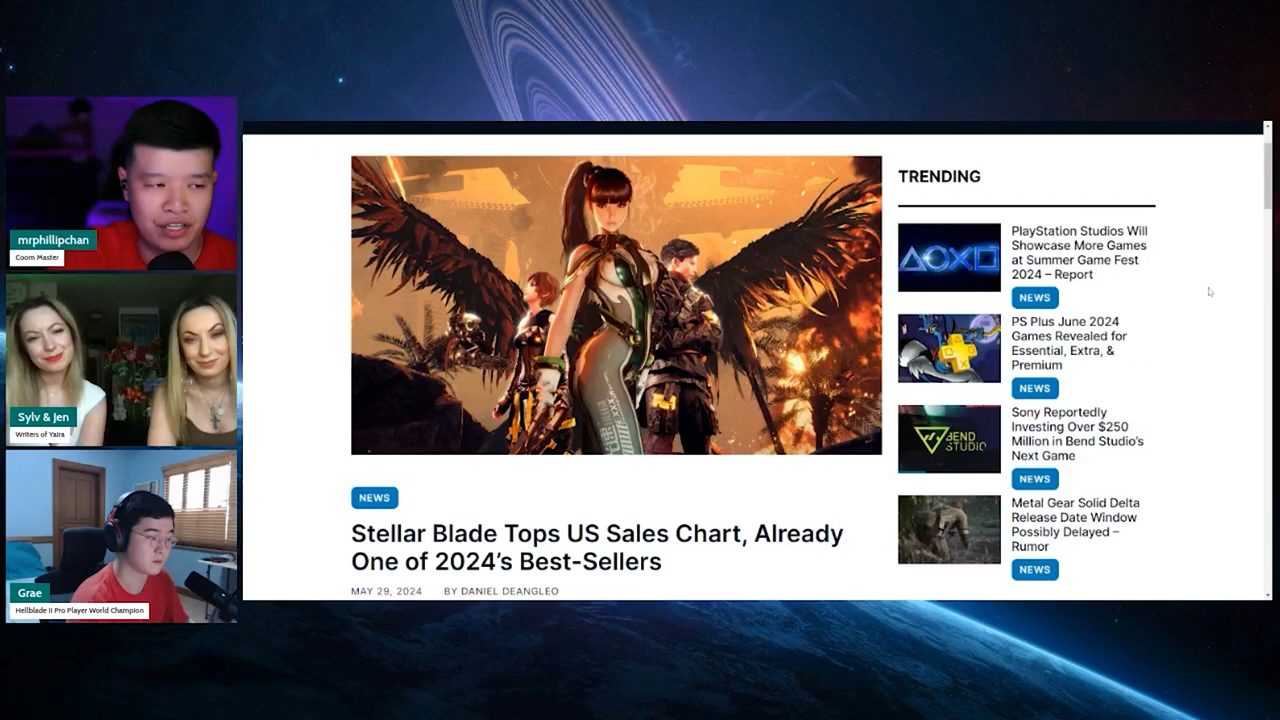 mrphillipchan
Coom Master
Sylv & Jen
Writers of Yaira
Grae
Hellblade II Pro Player World Champion
NEWS
Stellar Blade Tops US Sales Chart, Already
One of 2024’s Best-Sellers
MAY 29, 2024 BY DANIEL DEANGLEO
TRENDING
PlayStation Studios Will
Showcase More Games
at Summer Game Fest
2024 – Report
NEWS
PS Plus June 2024
Games Revealed for
Essential, Extra, &
Premium
NEWS
BEND
STUDIO
Sony Reportedly
Investing Over $250
Million in Bend Studio’s
Next Game
NEWS
Metal Gear Solid Delta
Release Date Window
Possibly Delayed –
Rumor
NEWS